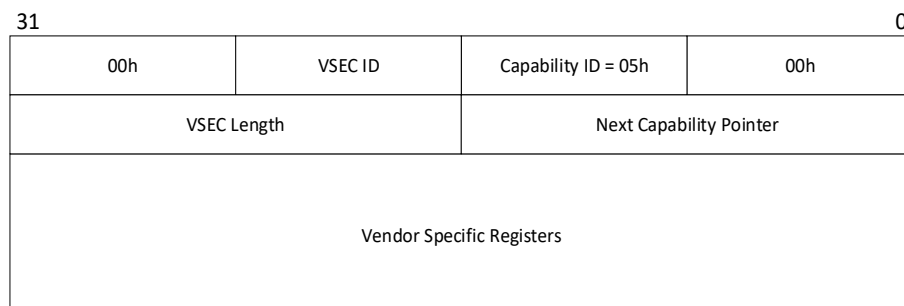 31 0
00h VSEC ID Capability ID = 05h 00h
VSEC Length Next Capability Pointer
Vendor Specific Registers